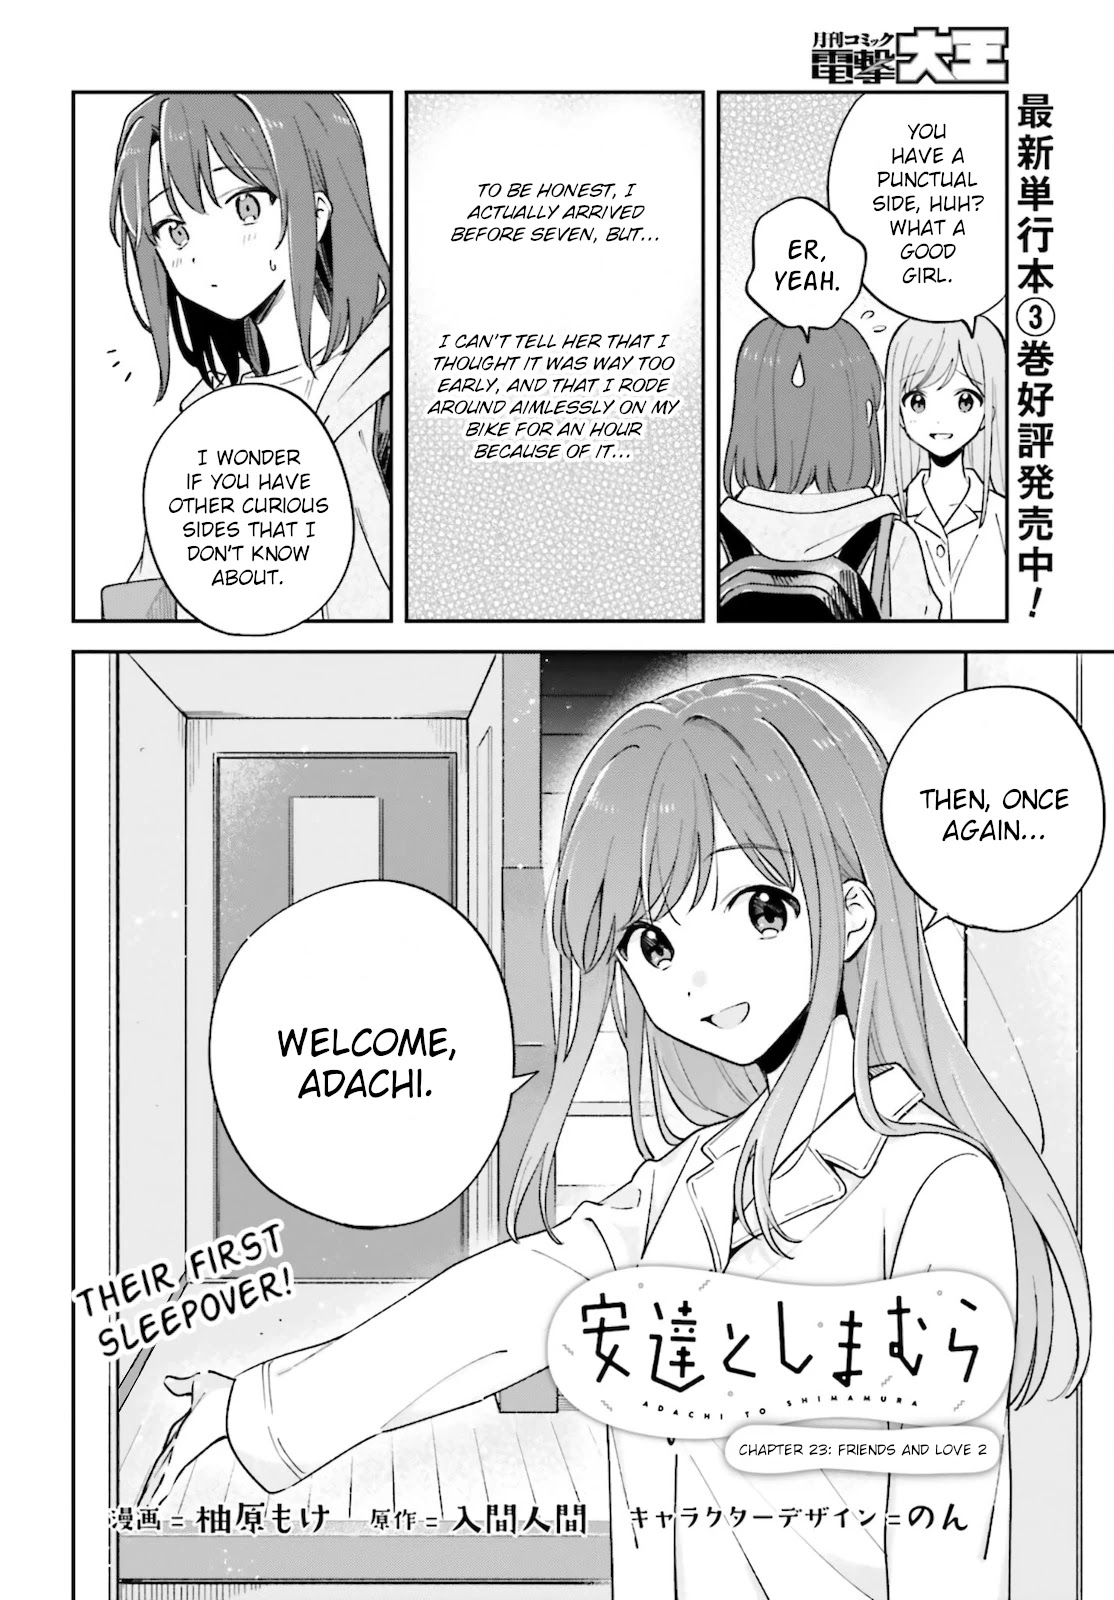 月刊コミック
電撃大王
最新単行本③巻好評発売中！
YOU
HAVE A
PUNCTUAL
SIDE, HUH?
WHAT A
GOOD
GIRL.
ER,
YEAH.
TO BE HONEST, I
ACTUALLY ARRIVED
BEFORE SEVEN, BUT...
I CAN'T TELL HER THAT I
THOUGHT IT WAS WAY TOO
EARLY, AND THAT I RODE
AROUND AIMLESSLY ON MY
BIKE FOR AN HOUR
BECAUSE OF IT...
I WONDER
IF YOU HAVE
OTHER CURIOUS
SIDES THAT I
DON'T KNOW
ABOUT.
THEN, ONCE
AGAIN...
WELCOME,
ADACHI.
THEIR FIRST
SLEEPOVER!
安達としまむら
ADACHI TO SHIMAMURA
CHAPTER 23: FRIENDS AND LOVE 2
漫画＝柚原もけ　原作＝入間人間　キャラクターデザイン＝のん